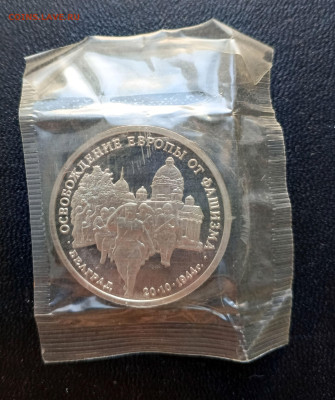 ОСВОБОЖДЕНИЕ ЕВРОПЫ ОТ ФАШИЗМА
· БЕЛГРАД 20·10·1944г. ·